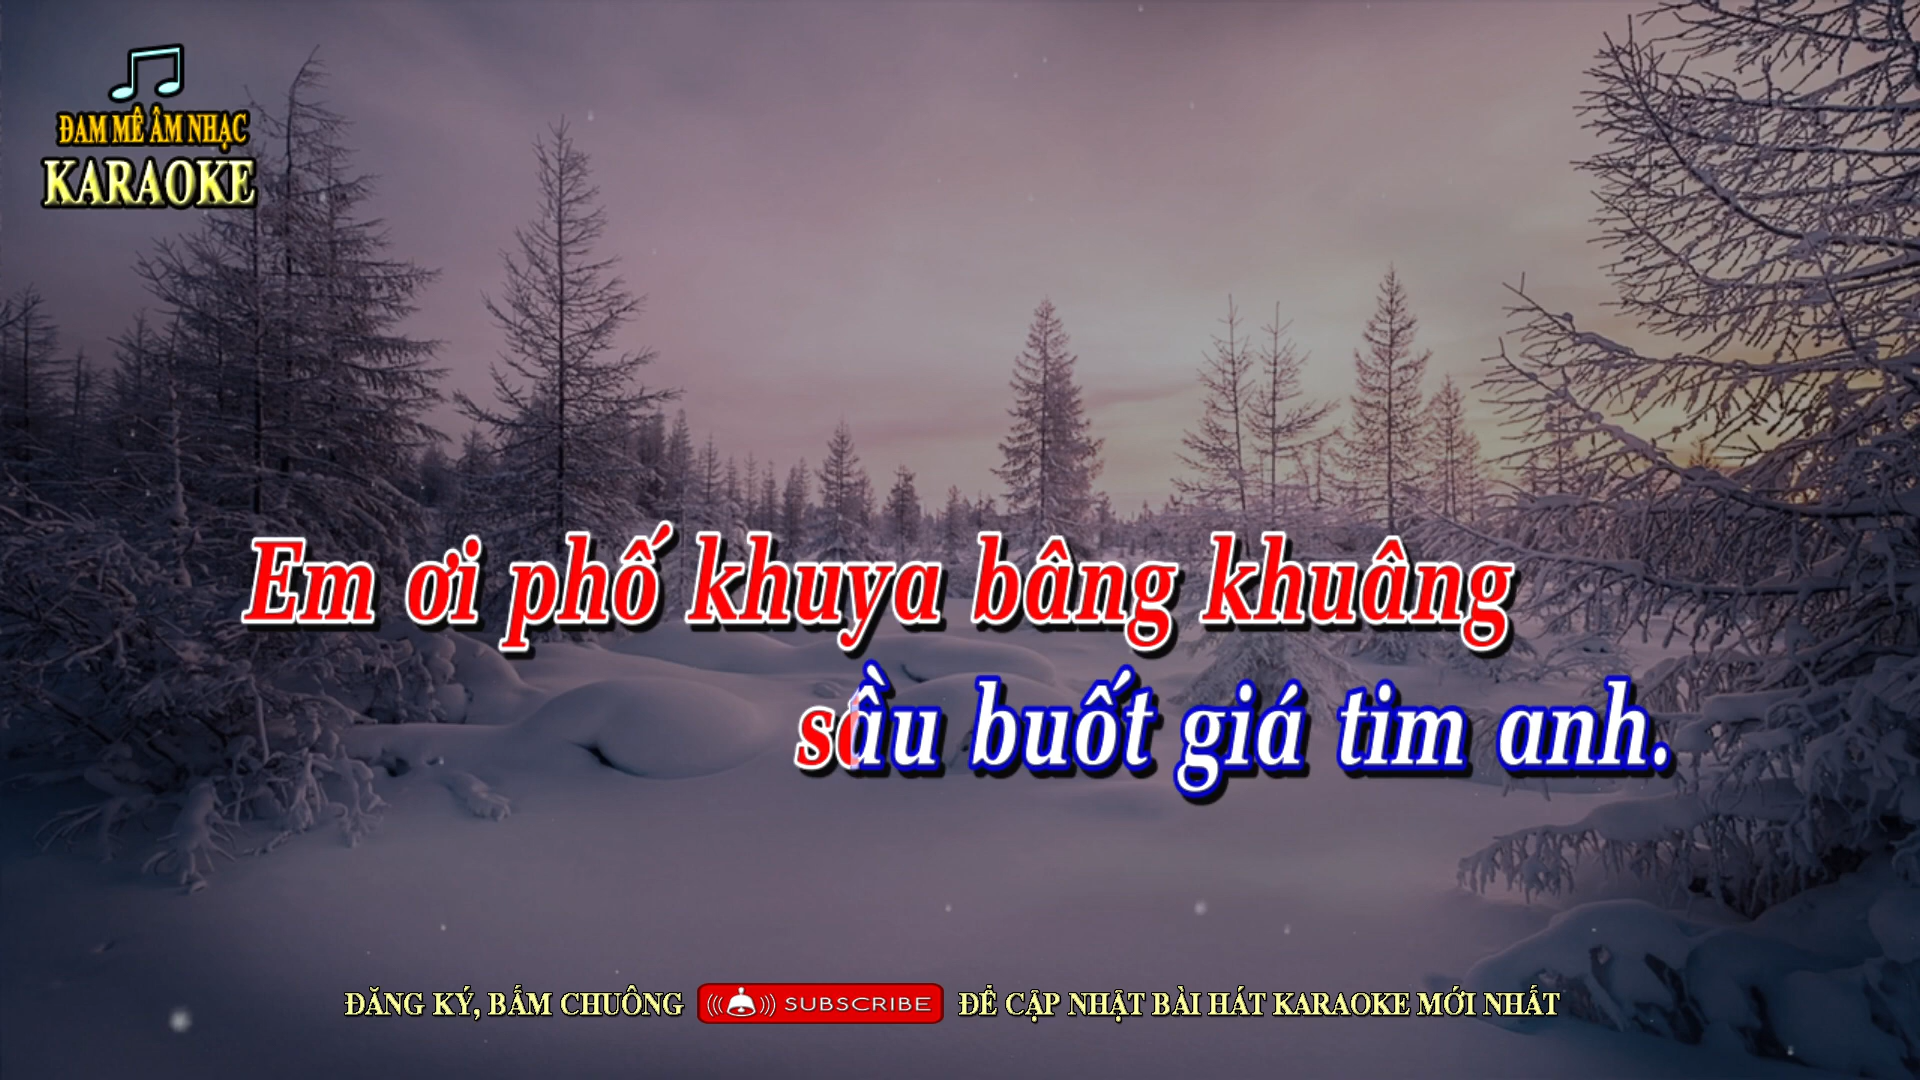 ĐAM MÊ ÂM NHẠC
KARAOKE
Em ơi phố khuya bâng khuâng
sầu buốt giá tim anh.
ĐĂNG KÝ, BẤM CHUÔNG SUBSCRIBE ĐỂ CẬP NHẬT BÀI HÁT KARAOKE MỚI NHẤT